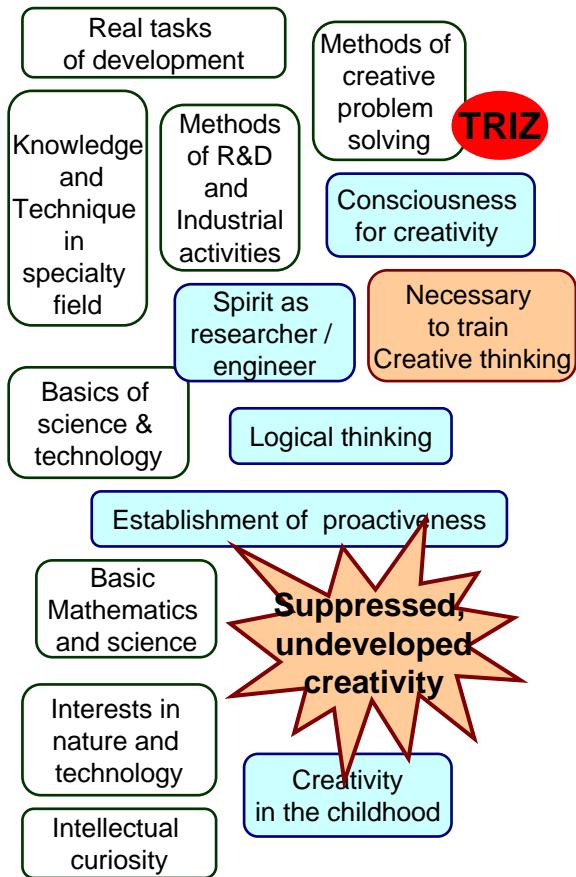 Real tasks
of development
Methods of
creative
problem
solving
TRIZ
Knowledge
and
Technique
in
specialty
field
Methods
of R&D
and
Industrial
activities
Consciousness
for creativity
Spirit as
researcher /
engineer
Necessary
to train
Creative thinking
Basics of
science &
technology
Logical thinking
Establishment of proactiveness
Basic
Mathematics
and science
Suppressed,
undeveloped
creativity
Interests in
nature and
technology
Creativity
in the childhood
Intellectual
curiosity